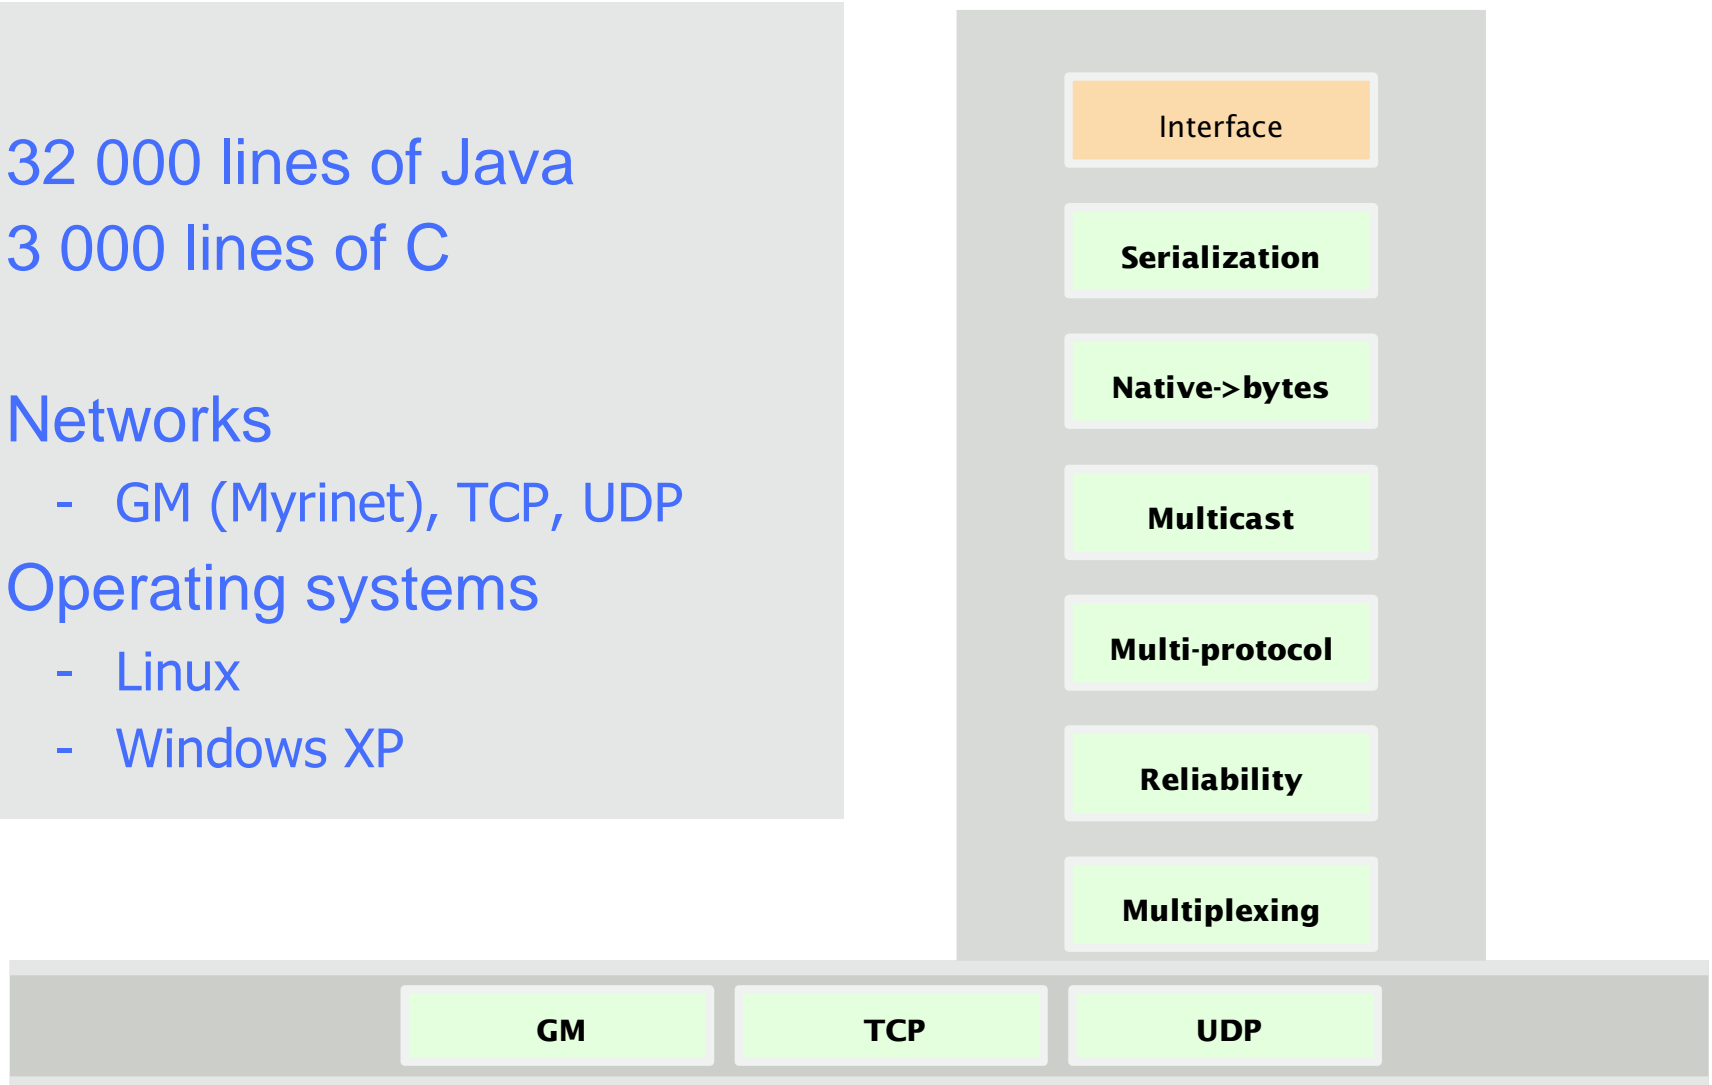 32 000 lines of Java
3 000 lines of C
Networks
- GM (Myrinet), TCP, UDP
Operating systems
- Linux
- Windows XP
Interface
Serialization
Native->bytes
Multicast
Multi-protocol
Reliability
Multiplexing
GM
TCP
UDP